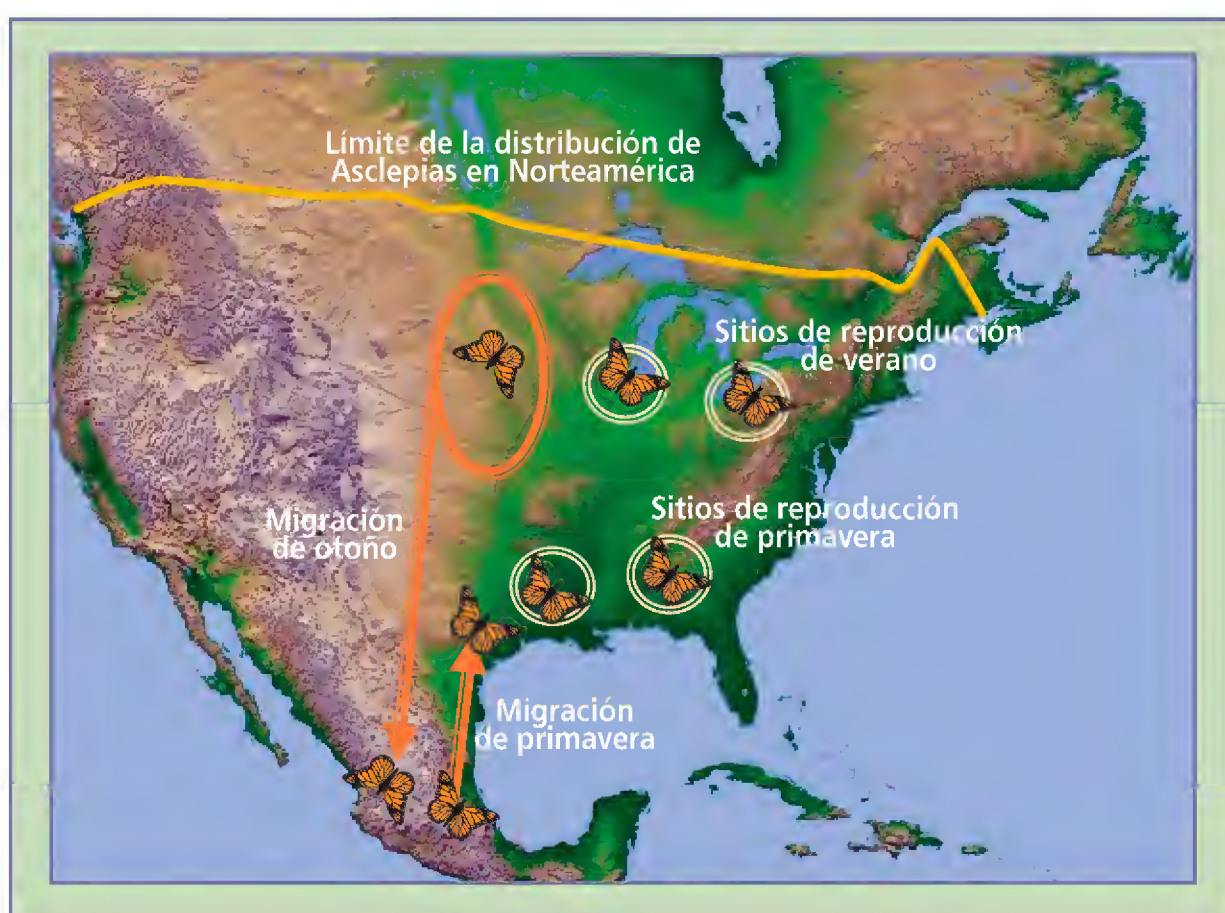 Límite de la distribución de
Asclepias en Norteamérica
Sitios de reproducción
de verano
Sitios de reproducción
de primavera
Migración
de otoño
Migración
de primavera